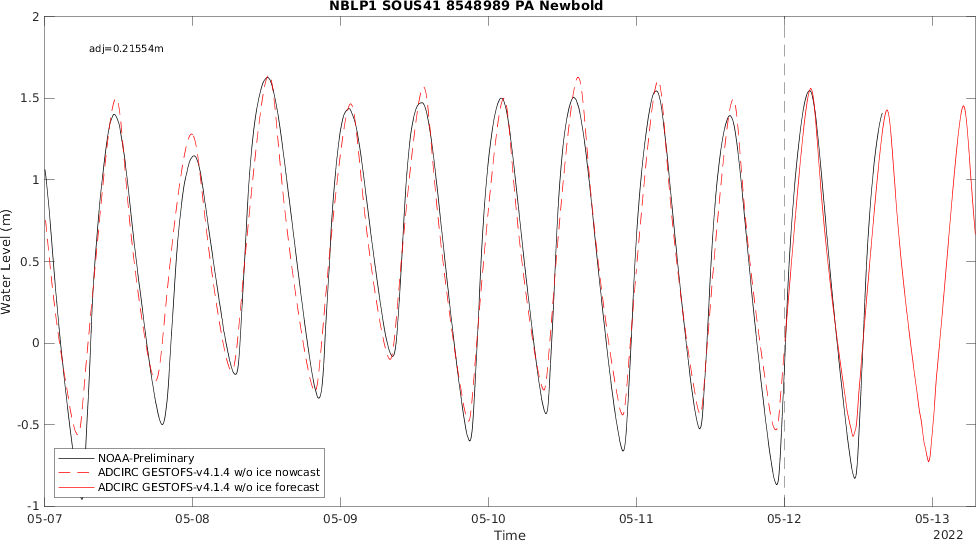 NBLP1 SOUS41 8548989 PA Newbold
adj=0.21554m
2
1.5
1
0.5
0
-0.5
-1
Water Level (m)
NOAA-Preliminary
ADCIRC GESTOFS-v4.1.4 w/o ice nowcast
ADCIRC GESTOFS-v4.1.4 w/o ice forecast
05-07 05-08 05-09 05-10 05-11 05-12 05-13
Time
2022